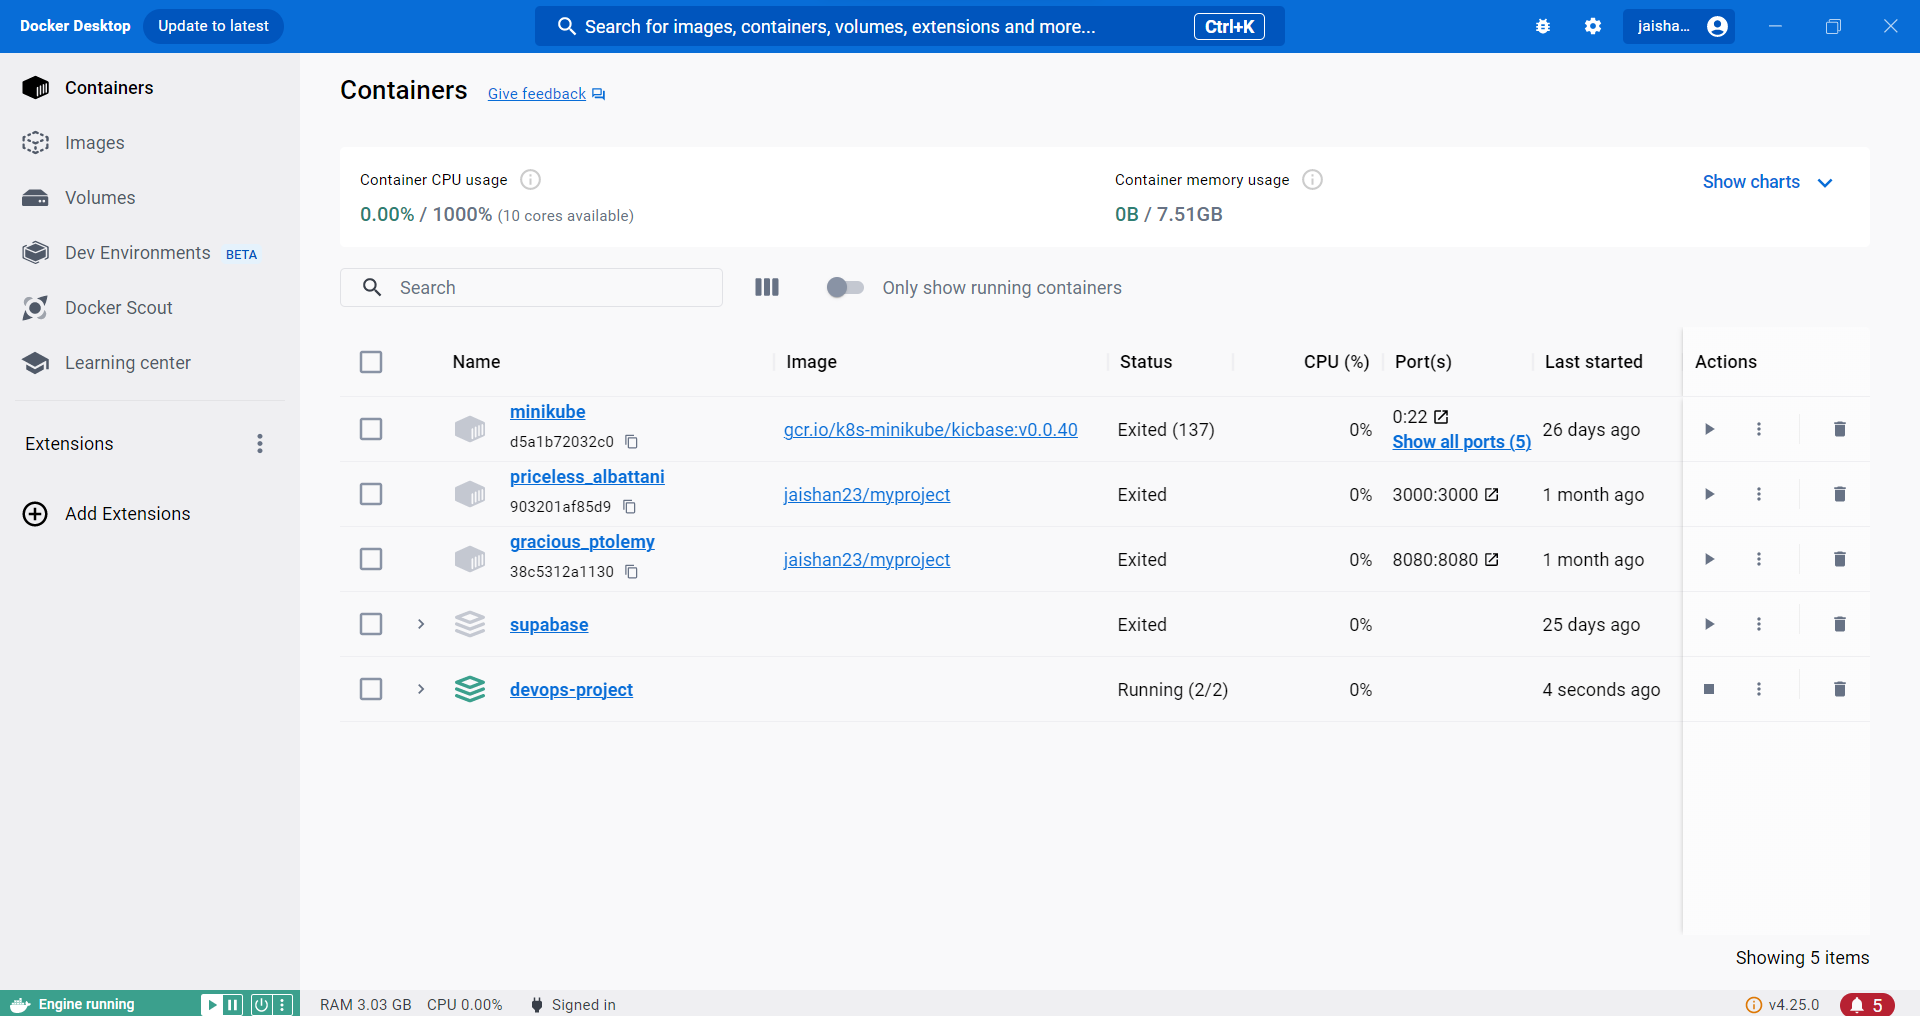 Docker Desktop Update to latest Search for images, containers, volumes, extensions and more... Ctrl+K jaisha...
Containers
Images
Volumes
Dev Environments BETA
Docker Scout
Learning center
Extensions
Add Extensions
Containers Give feedback
Container CPU usage
0.00% / 1000% (10 cores available)
Container memory usage
0B / 7.51GB
Show charts
Search Only show running containers
Name Image Status CPU (%) Port(s) Last started Actions
minikube
d5a1b72032c0
gcr.io/k8s-minikube/kicbase:v0.0.40 Exited (137) 0%
0:22
Show all ports (5)
26 days ago
priceless_albattani
903201af85d9
jaishan23/myproject Exited 0% 3000:3000 1 month ago
gracious_ptolemy
38c5312a1130
jaishan23/myproject Exited 0% 8080:8080 1 month ago
supabase Exited 0% 25 days ago
devops-project Running (2/2) 0% 4 seconds ago
Showing 5 items
Engine running RAM 3.03 GB CPU 0.00% Signed in v4.25.0 5